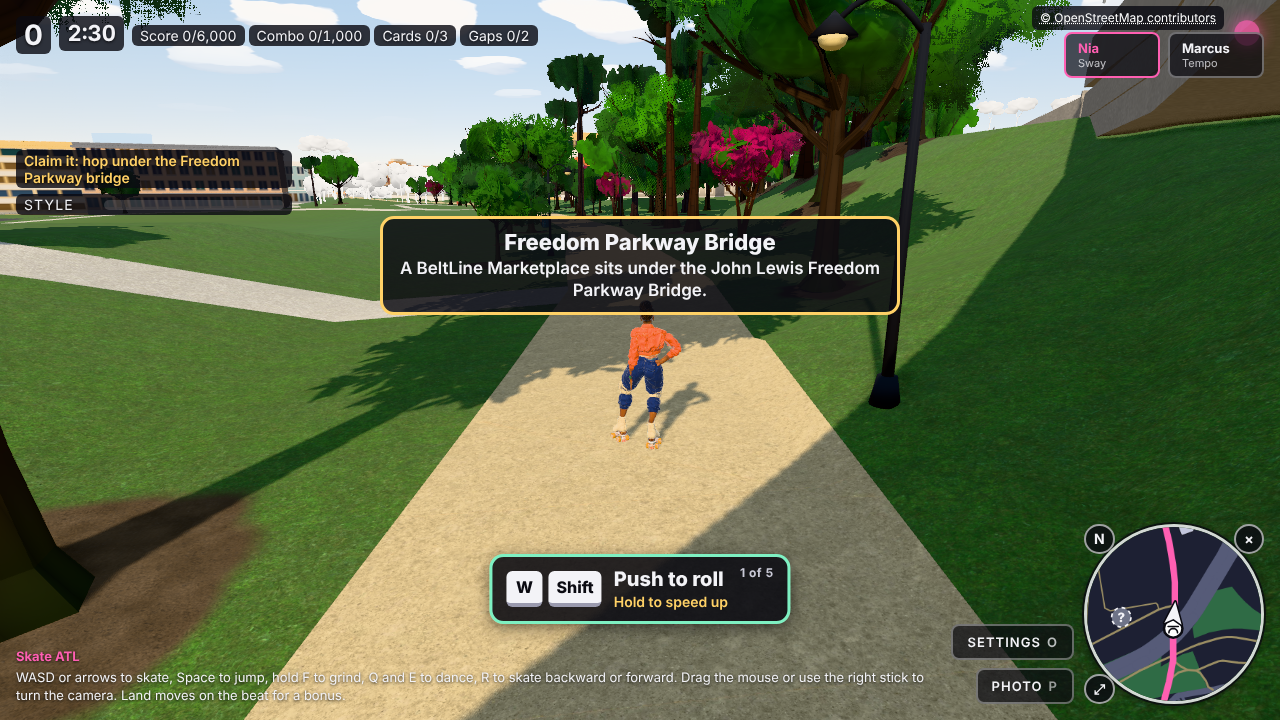 0
2:30
Score 0/6,000
Combo 0/1,000
Cards 0/3
Gaps 0/2
© OpenStreetMap contributors
Nia
Sway
Marcus
Tempo
Claim it: hop under the Freedom
Parkway bridge
STYLE
Freedom Parkway Bridge
A BeltLine Marketplace sits under the John Lewis Freedom
Parkway Bridge.
W
Shift
Push to roll
1 of 5
Hold to speed up
N
×
?
SETTINGS O
PHOTO P
Skate ATL
WASD or arrows to skate, Space to jump, hold F to grind, Q and E to dance, R to skate backward or forward. Drag the mouse or use the right stick to
turn the camera. Land moves on the beat for a bonus.